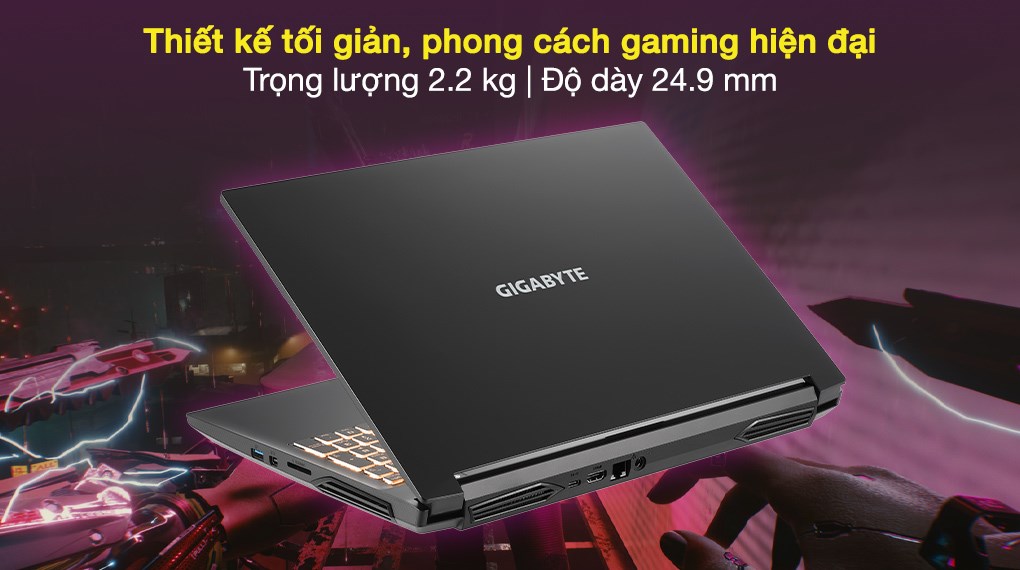 Thiết kế tối giản, phong cách gaming hiện đại
Trọng lượng 2.2 kg | Độ dày 24.9 mm
GIGABYTE